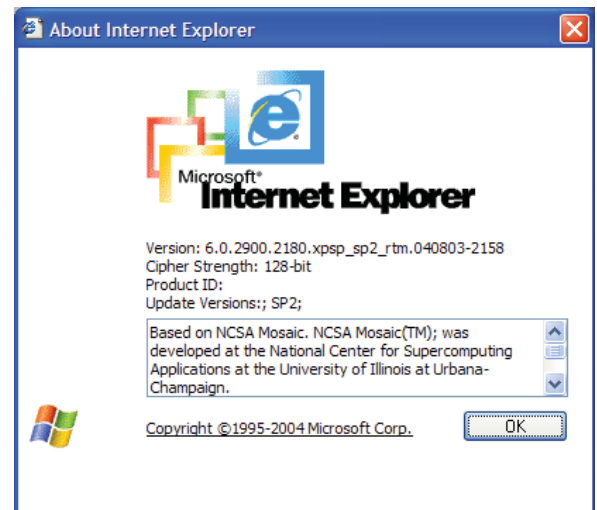 About Internet Explorer
Microsoft®
Internet Explorer
Version: 6.0.2900.2180.xpsp_sp2_rtm.040803-2158
Cipher Strength: 128-bit
Product ID:
Update Versions:; SP2;
Based on NCSA Mosaic. NCSA Mosaic(TM); was
developed at the National Center for Supercomputing
Applications at the University of Illinois at Urbana-
Champaign.
Copyright ©1995-2004 Microsoft Corp.
OK